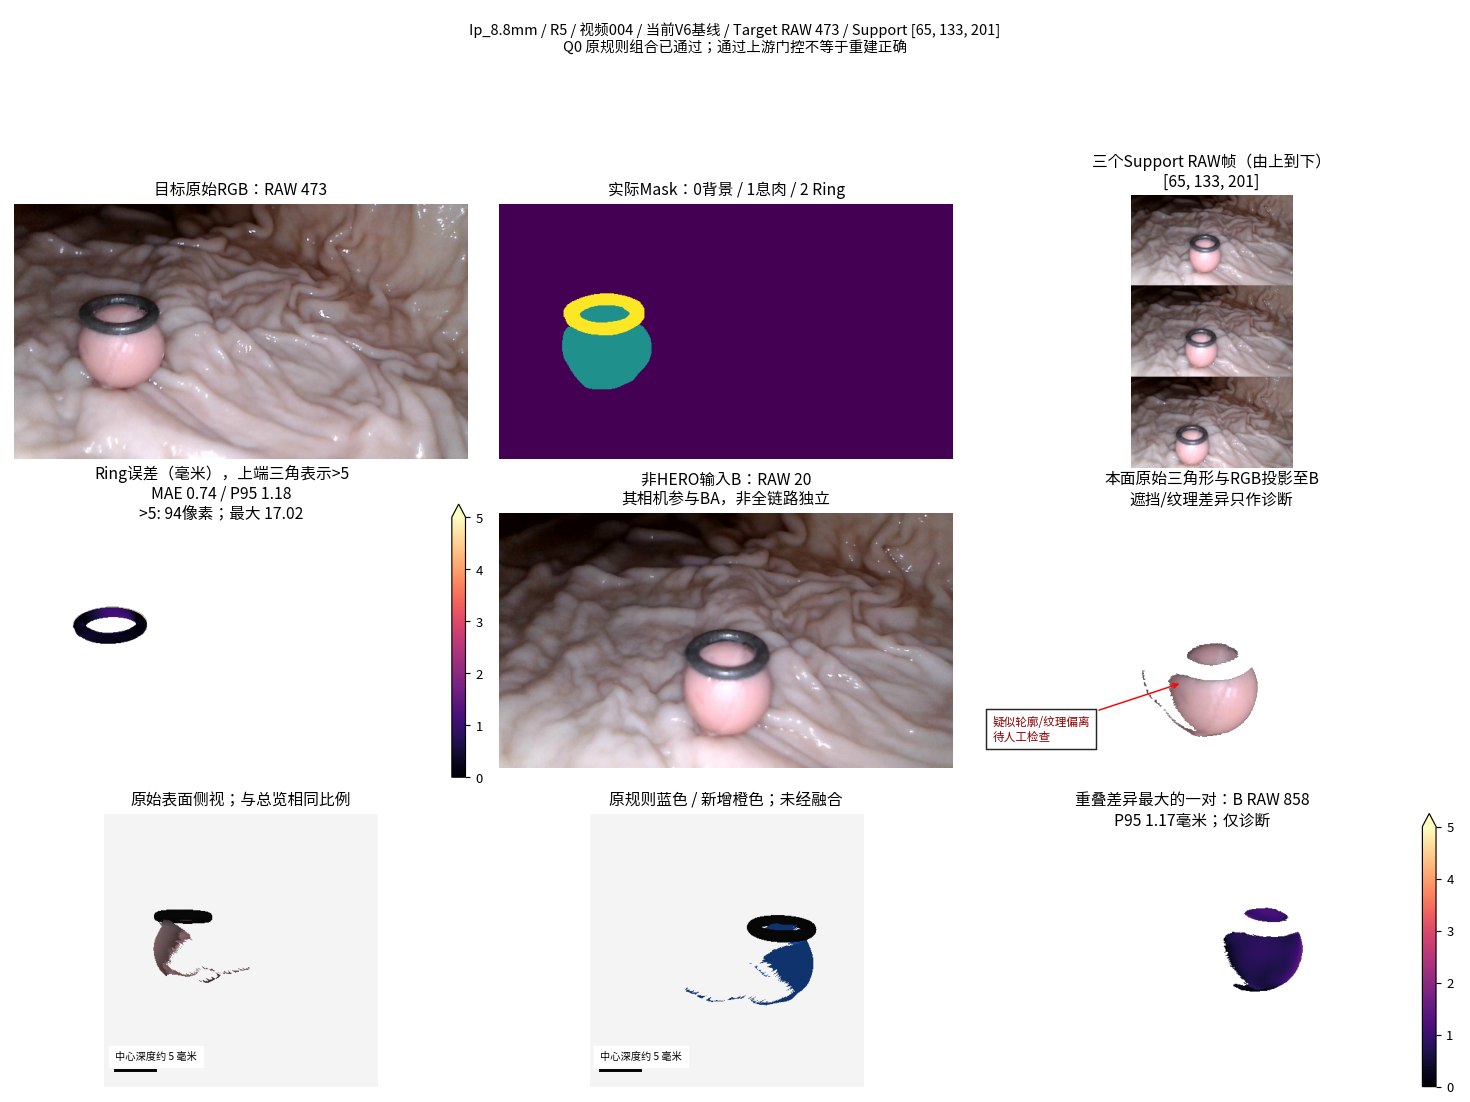 Ip_8.8mm / R5 / 视频004 / 当前V6基线 / Target RAW 473 / Support [65, 133, 201]
Q0 原规则组合已通过；通过上游门控不等于重建正确
目标原始RGB：RAW 473
实际Mask：0背景 / 1息肉 / 2 Ring
三个Support RAW帧（由上到下）
[65, 133, 201]
Ring误差（毫米），上端三角表示>5
MAE 0.74 / P95 1.18
>5: 94像素；最大 17.02
5
4
3
2
1
0
非HERO输入B：RAW 20
其相机参与BA，非全链路独立
本面原始三角形与RGB投影至B
遮挡/纹理差异只作诊断
疑似轮廓/纹理偏离
待人工检查
原始表面侧视；与总览相同比例
中心深度约 5 毫米
原规则蓝色 / 新增橙色；未经融合
中心深度约 5 毫米
重叠差异最大的一对：B RAW 858
P95 1.17毫米；仅诊断
5
4
3
2
1
0